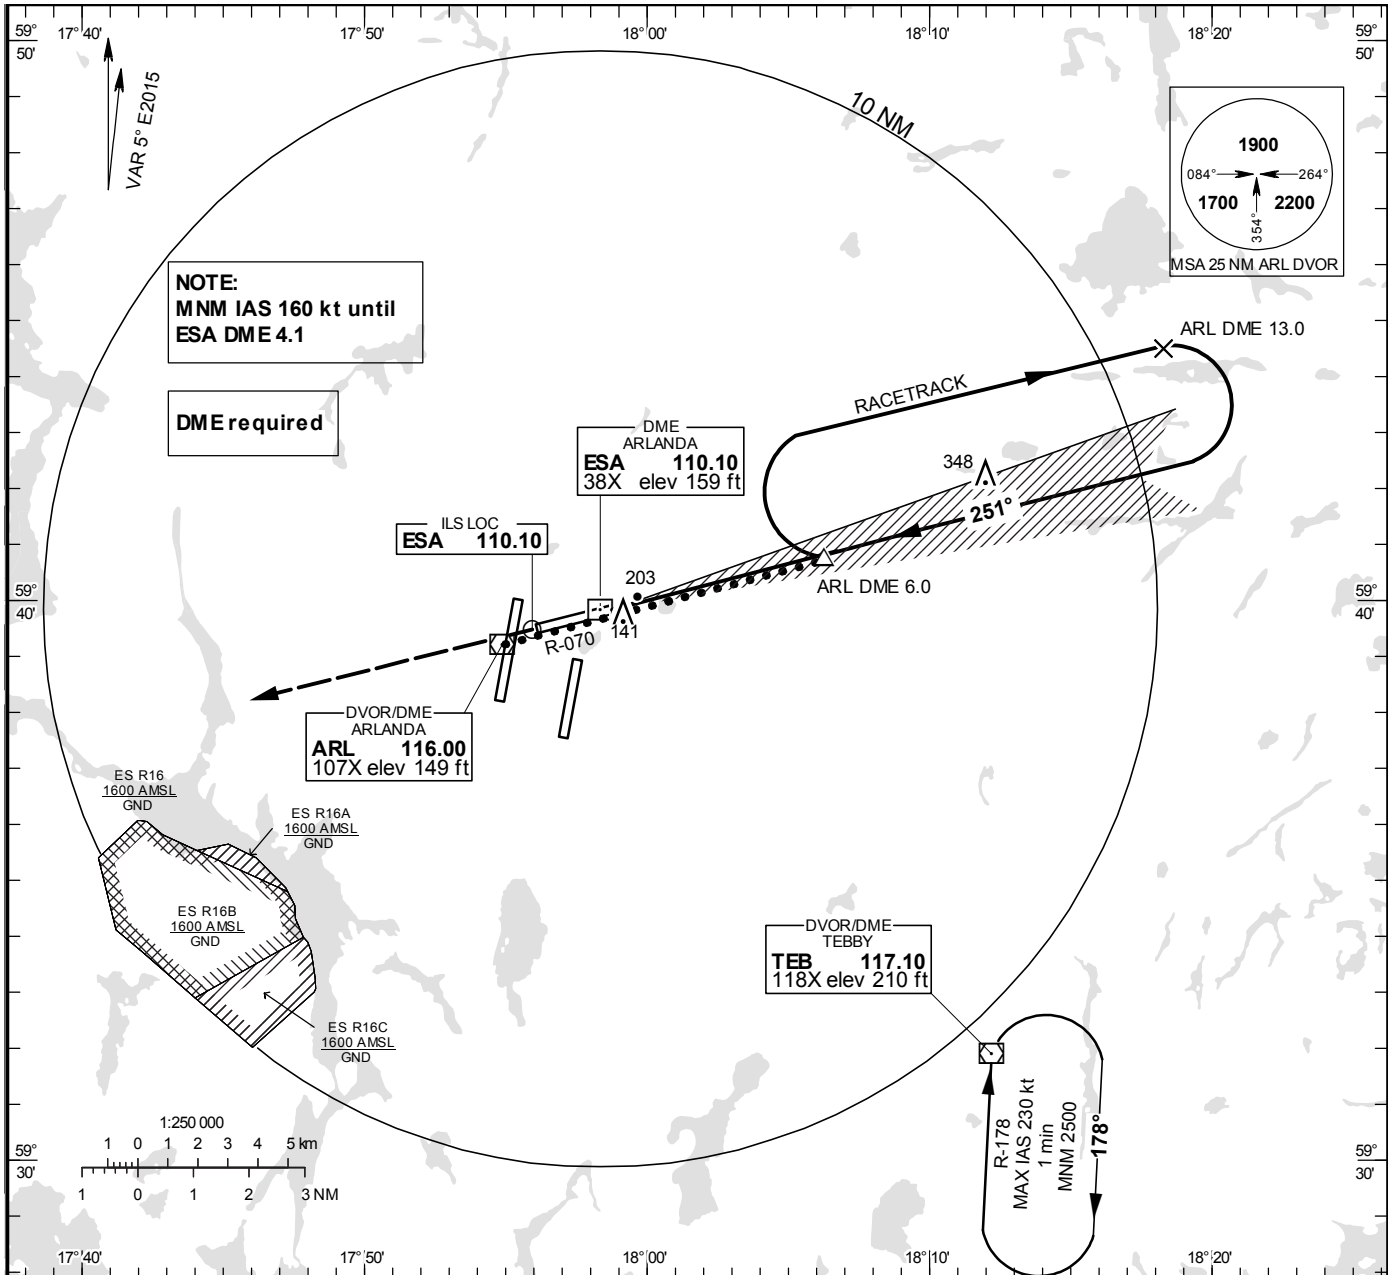 59° 50'
17°40'
17°50'
18°00'
18°10'
18°20'
59° 50'
VAR 5° E2015
10 NM
1900
084°
264°
1700
2200
354°
MSA 25 NM ARL DVOR
NOTE:
MNM IAS 160 kt until
ESA DME 4.1
DME required
ARL DME 13.0
RACETRACK
DME
ARLANDA
ESA 110.10
38X elev 159 ft
348
251°
ILS LOC
ESA 110.10
203
ARL DME 6.0
59° 40'
59° 40'
141
R-070
DVOR/DME
ARLANDA
ARL 116.00
107X elev 149 ft
ES R16
1600 AMSL
GND
ES R16A
1600 AMSL
GND
ES R16B
1600 AMSL
GND
ES R16C
1600 AMSL
GND
DVOR/DME
TEBBY
TEB 117.10
118X elev 210 ft
R-178
MAX IAS 230 kt
1 min
MNM 2500
178°
1:250 000
1 0 1 2 3 4 5 km
1 0 1 2 3 NM
59° 30'
59° 30'
17°40'
17°50'
18°00'
18°10'
18°20'